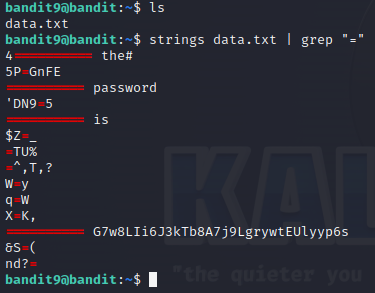 bandit9@bandit:~$ ls
data.txt
bandit9@bandit:~$ strings data.txt | grep "="
4========== the#
5P=GnFE
========== password
'DN9=5
========== is
$Z=_
=TU%
=^,T,?
W=y
q=W
X=K,
========== G7w8LIi6J3kTb8A7j9LgrywtEUlyyp6s
&S=(
nd?=
bandit9@bandit:~$
KAL
"the quieter you